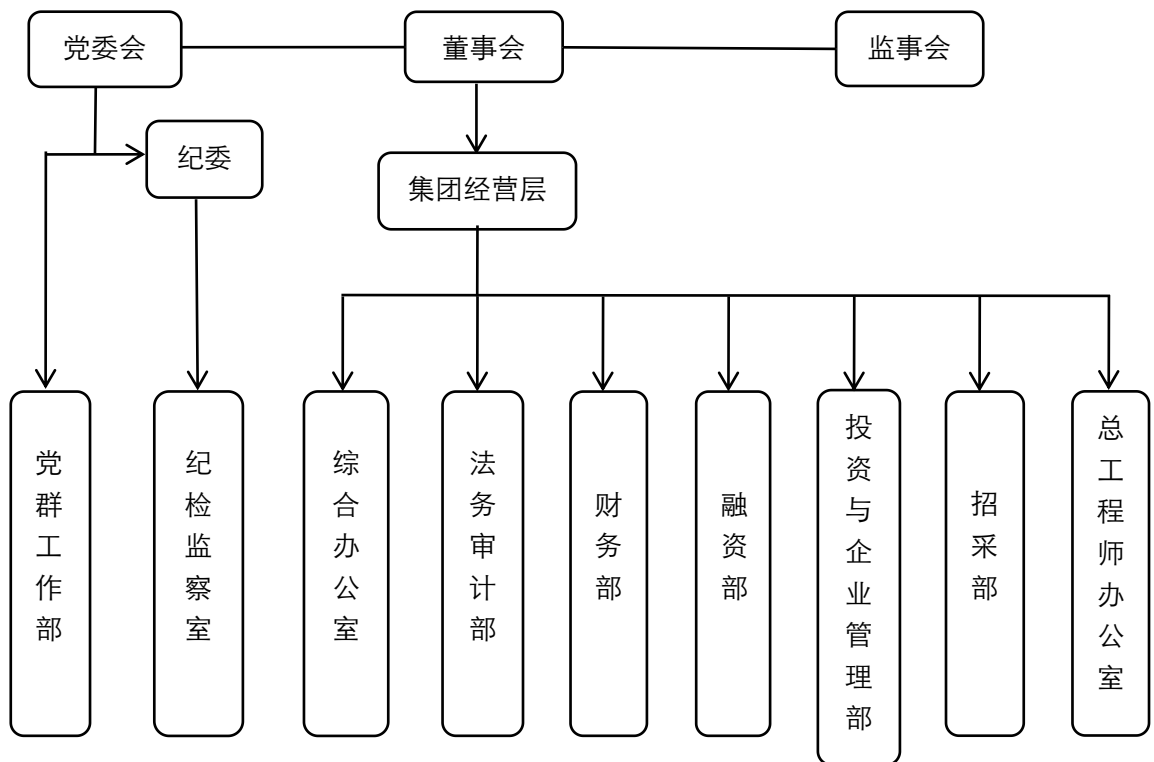 党委会
董事会
监事会
纪委
集团经营层
党群工作部
纪检监察室
综合办公室
法务审计部
财务部
融资部
投资与企业管理部
招采部
总工程师办公室